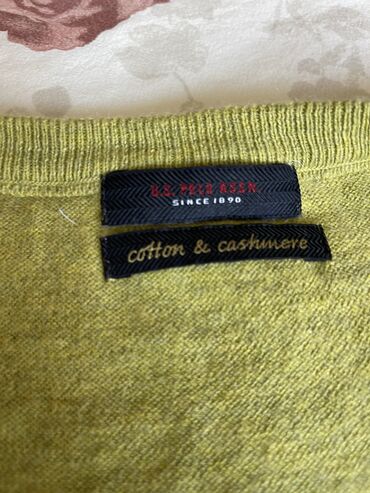 U.S. POLO ASSN.
SINCE 1890
cotton & cashmere